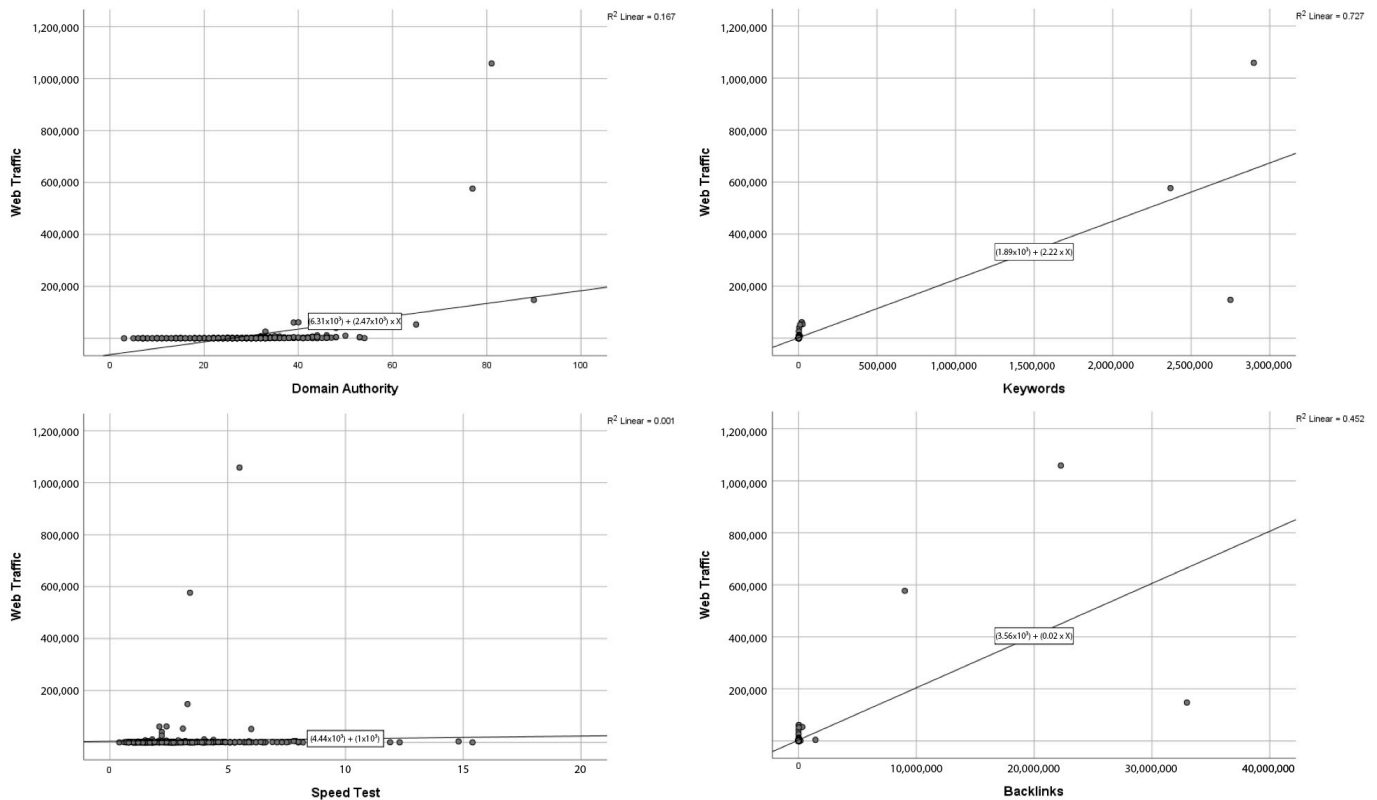 R² Linear = 0.167
1,200,000
1,000,000
800,000
600,000
400,000
200,000
0
Web Traffic
(6.31x10³) + (2.47x10³) x X
0 20 40 60 80 100
Domain Authority
R² Linear = 0.727
1,200,000
1,000,000
800,000
600,000
400,000
200,000
0
Web Traffic
(1.89x10³) + (2.22 x X)
0 500,000 1,000,000 1,500,000 2,000,000 2,500,000 3,000,000
Keywords
R² Linear = 0.001
1,200,000
1,000,000
800,000
600,000
400,000
200,000
0
Web Traffic
(4.44x10³) + (1x10³)
0 5 10 15 20
Speed Test
R² Linear = 0.452
1,200,000
1,000,000
800,000
600,000
400,000
200,000
0
Web Traffic
(3.56x10³) + (0.02 x X)
0 10,000,000 20,000,000 30,000,000 40,000,000
Backlinks